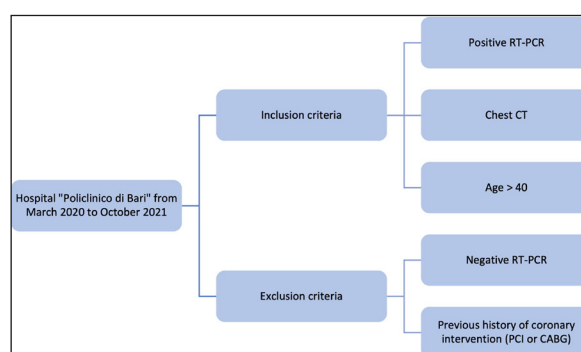 Hospital "Policlinico di Bari" from
March 2020 to October 2021
Inclusion criteria
Positive RT-PCR
Chest CT
Age > 40
Exclusion criteria
Negative RT-PCR
Previous history of coronary
intervention (PCI or CABG)